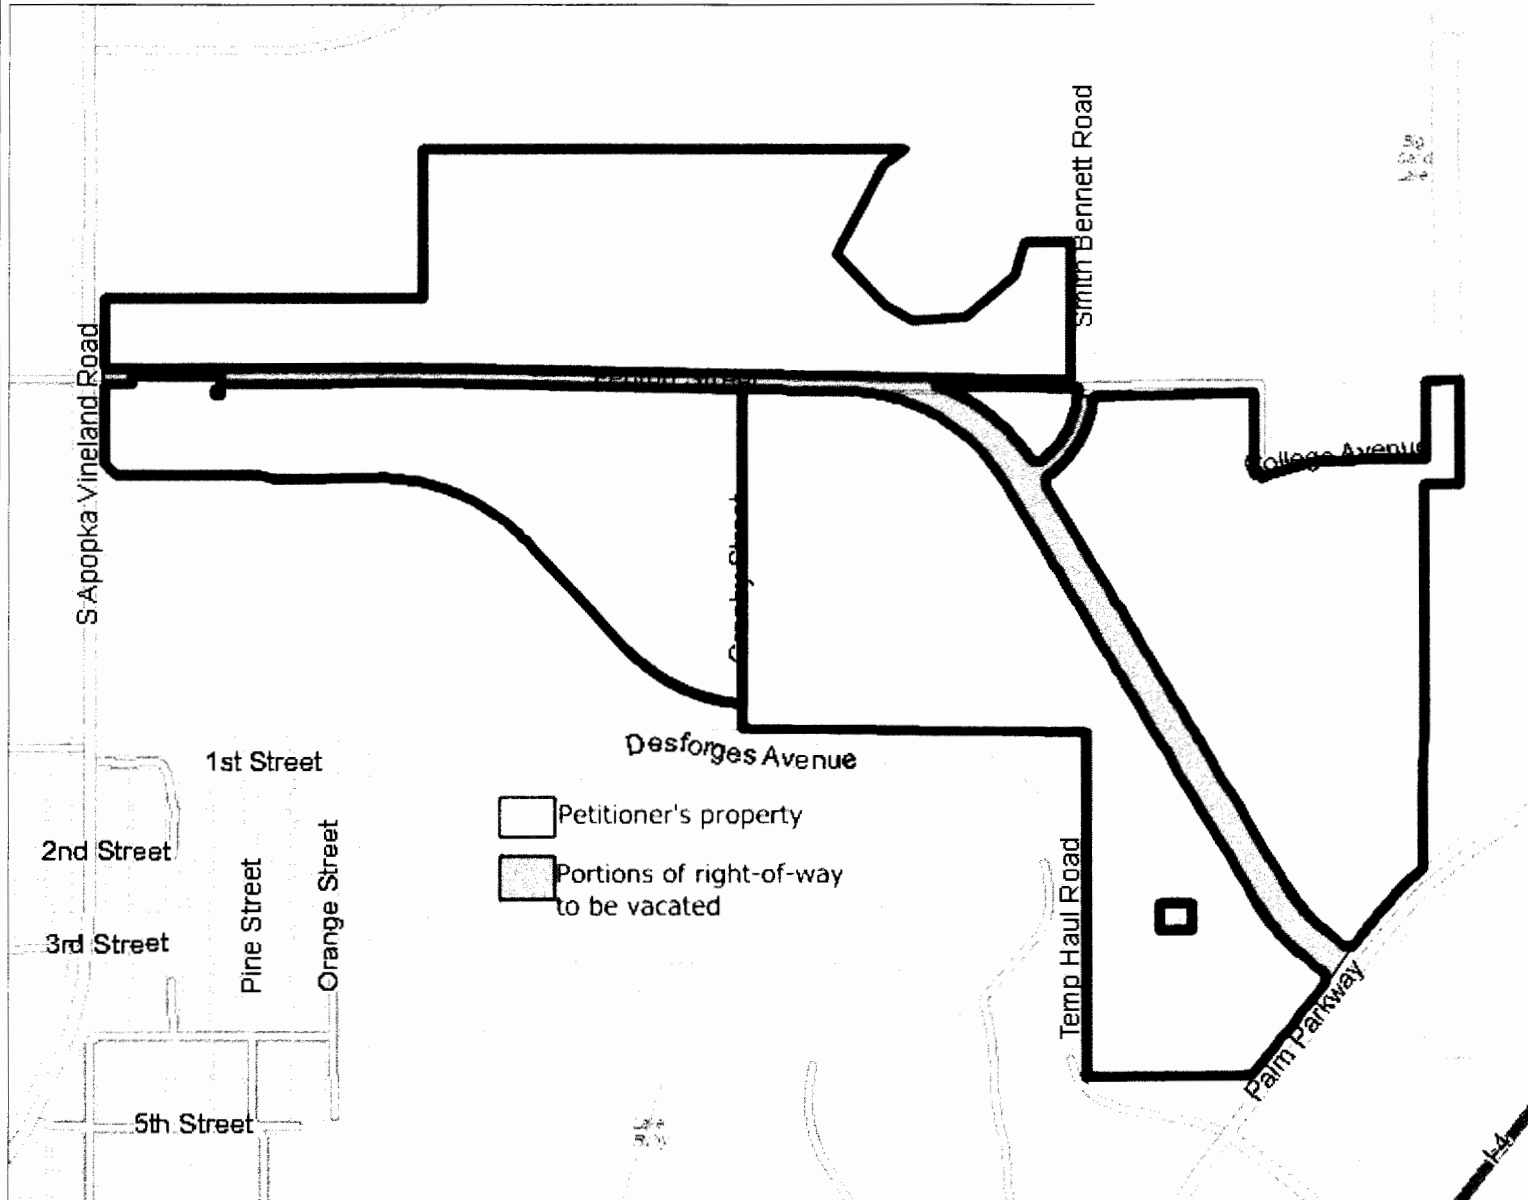 Smith Bennett Road
S Apopka Vineland Road
College Avenue
Desforges Avenue
1st Street
Petitioner's property
2nd Street
Portions of right-of-way
to be vacated
Pine Street
Orange Street
Temp Haul Road
3rd Street
Palm Parkway
5th Street
I-4